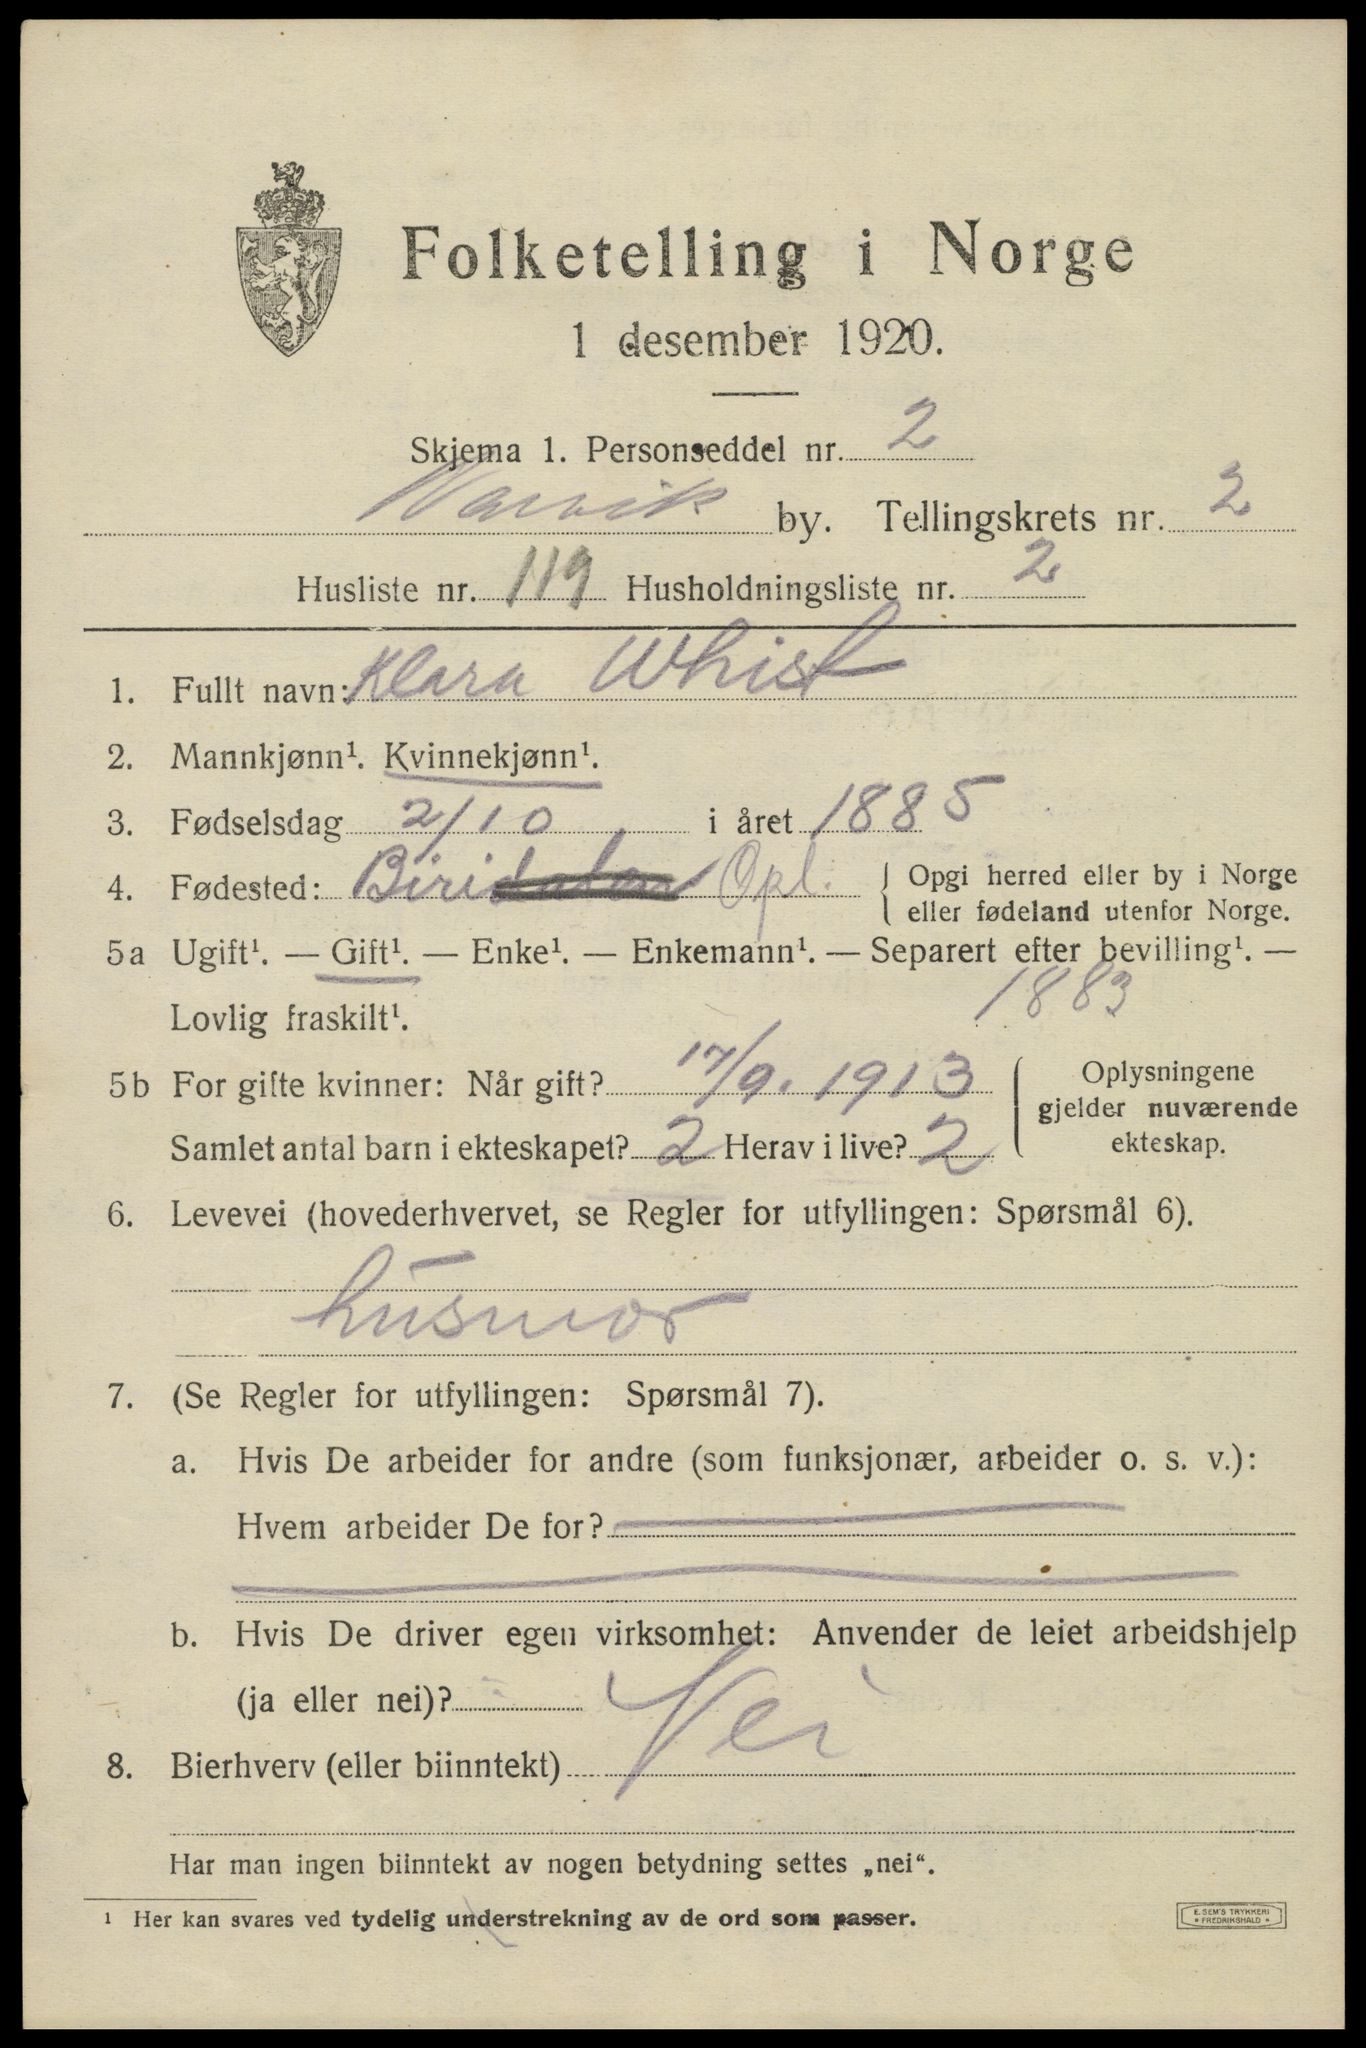 Folketelling i Norge
1 desember 1920.
Skjema 1. Personseddel nr. 2
Narvik by. Tellingskrets nr. 2
Husliste nr. 119 Husholdningsliste nr. 2
1. Fullt navn: Klara Whist
2. Mannkjønn¹. Kvinnekjønn¹.
3. Fødselsdag 2/10 i året 1885
4. Fødested: Biri Opl. { Opgi herred eller by i Norge
eller fødeland utenfor Norge.
5a Ugift¹. — Gift¹. — Enke¹. — Enkemann¹. — Separert efter bevilling¹. —
Lovlig fraskilt¹. 1883
5b For gifte kvinner: Når gift? 17/9. 1913 { Oplysningene
gjelder nuværende
Samlet antal barn i ekteskapet? 2 Herav i live? 2 ekteskap.
6. Levevei (hovederhvervet, se Regler for utfyllingen: Spørsmål 6).
husmor
7. (Se Regler for utfyllingen: Spørsmål 7).
a. Hvis De arbeider for andre (som funksjonær, arbeider o. s. v.):
Hvem arbeider De for?
b. Hvis De driver egen virksomhet: Anvender de leiet arbeidshjelp
(ja eller nei)?
8. Bierhverv (eller biinntekt) Nei
Har man ingen biinntekt av nogen betydning settes „nei“.
¹ Her kan svares ved tydelig understrekning av de ord som passer.
E. SEM'S TRYKKERI
FREDRIKSHALD